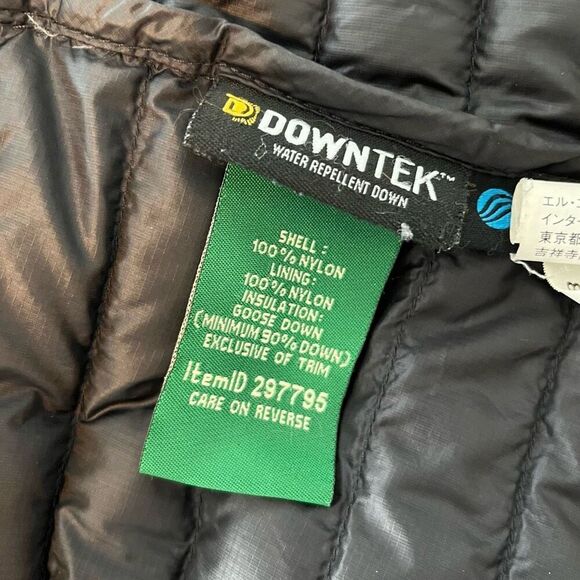 DOWNTEK™
WATER REPELLENT DOWN
SHELL:
100% NYLON
LINING:
100% NYLON
INSULATION:
GOOSE DOWN
(MINIMUM 90% DOWN)
EXCLUSIVE OF TRIM
ItemID 297795
CARE ON REVERSE
エル・
インタ
東京都
吉祥寺